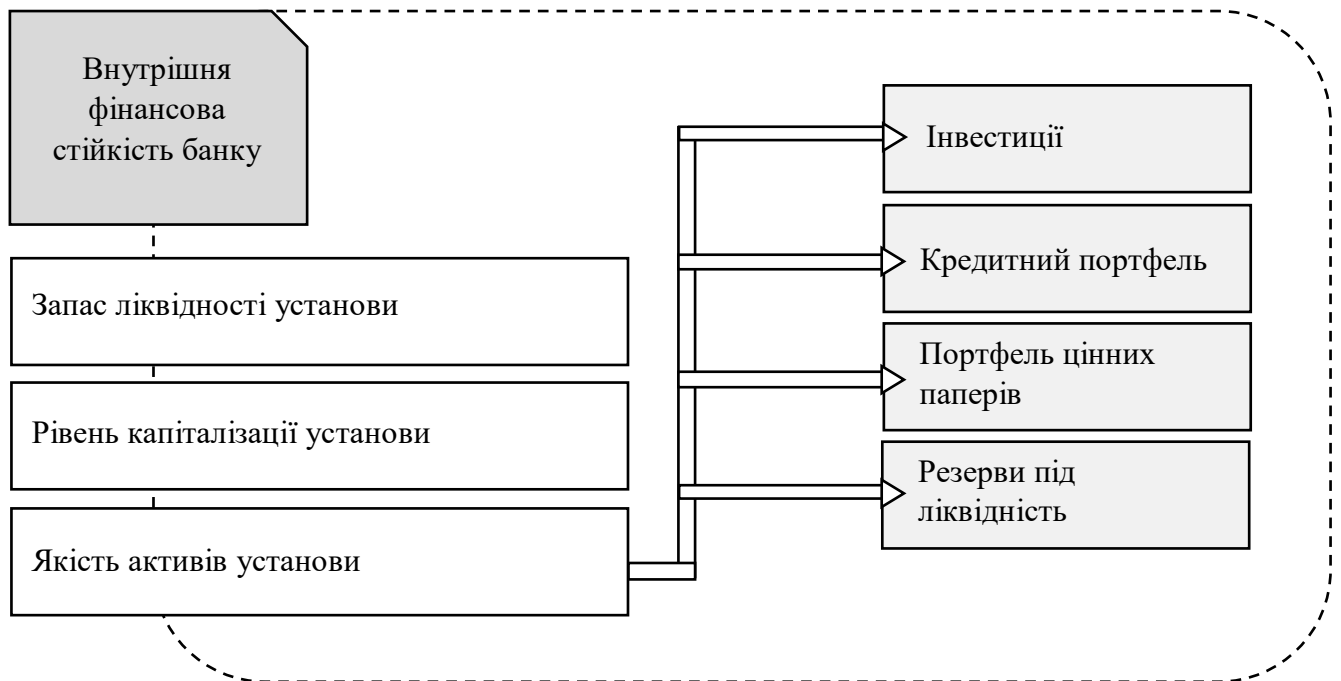 Внутрішня
фінансова
стійкість банку
Запас ліквідності установи
Рівень капіталізації установи
Якість активів установи
Інвестиції
Кредитний портфель
Портфель цінних
паперів
Резерви під
ліквідність